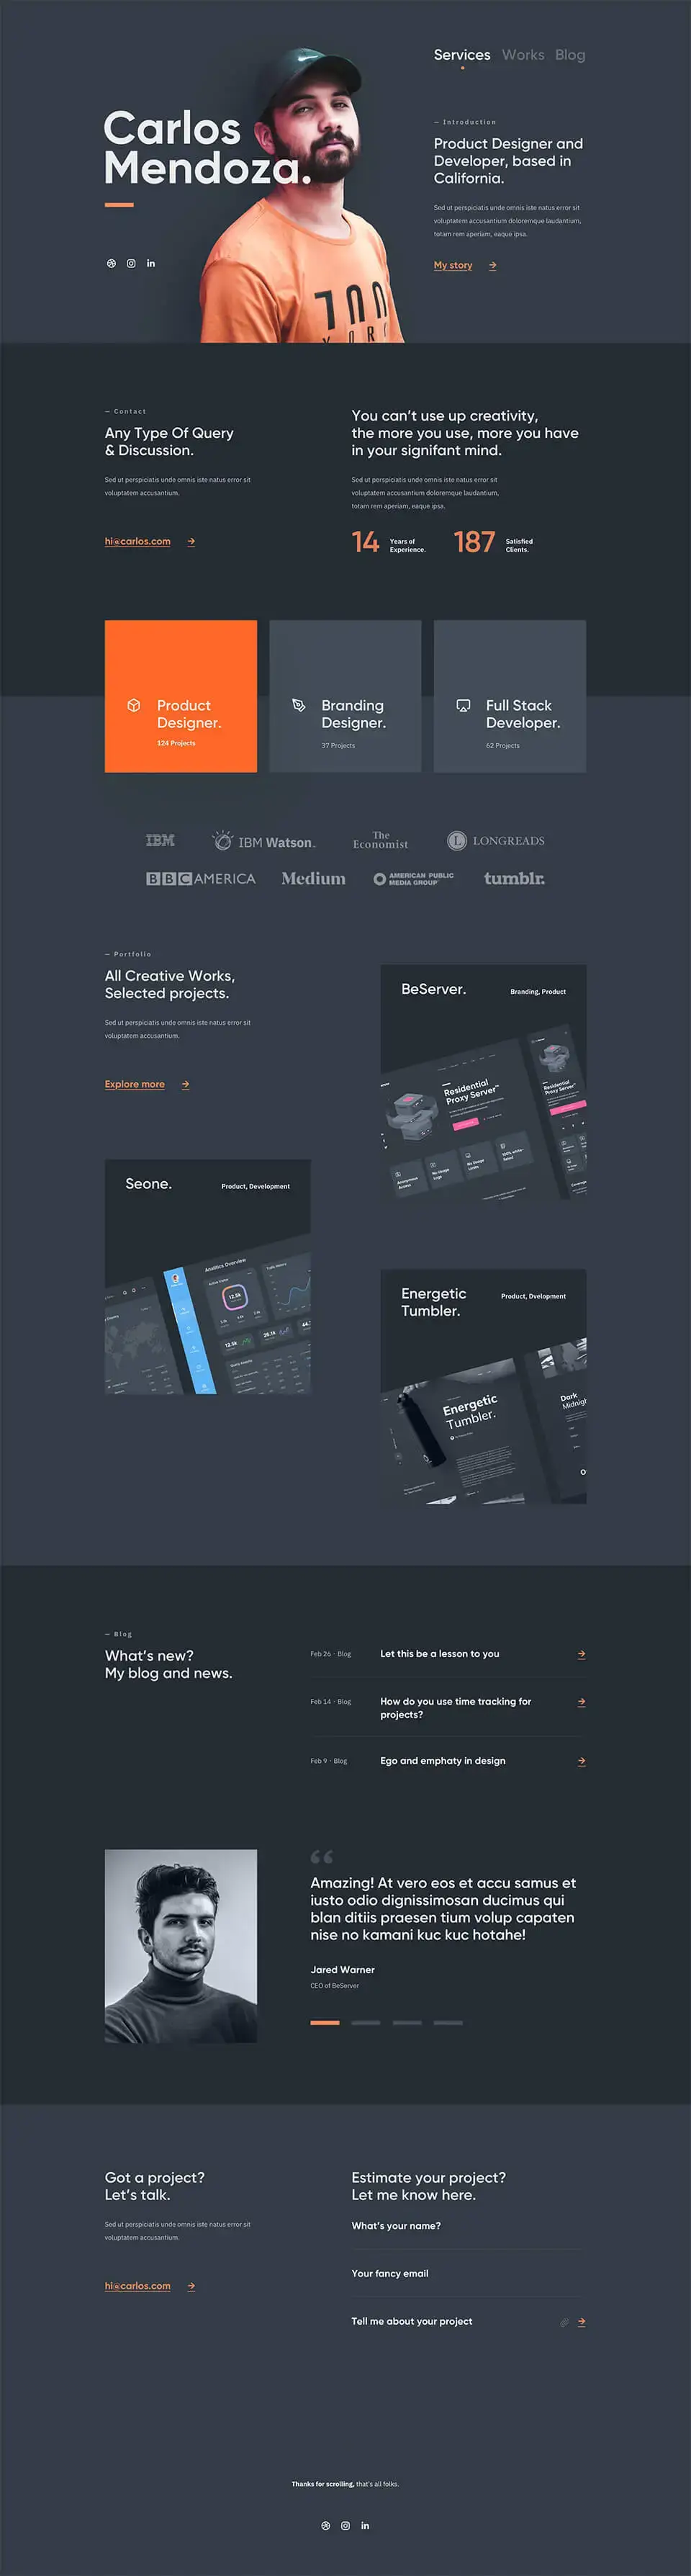 Services Works Blog
Carlos
Mendoza.
— Introduction
Product Designer and
Developer, based in
California.
Sed ut perspiciatis unde omnis iste natus error sit
voluptatem accusantium doloremque laudantium,
totam rem aperiam, eaque ipsa.
My story
— Contact
Any Type Of Query
& Discussion.
Sed ut perspiciatis unde omnis iste natus error sit
voluptatem accusantium.
hi@carlos.com
You can't use up creativity,
the more you use, more you have
in your signifant mind.
Sed ut perspiciatis unde omnis iste natus error sit
voluptatem accusantium doloremque laudantium,
totam rem aperiam, eaque ipsa.
14 Years of
Experience.
187 Satisfied
Clients.
Product
Designer.
124 Projects
Branding
Designer.
37 Projects
Full Stack
Developer.
62 Projects
IBM
IBM Watson
The
Economist
L LONGREADS
BBC AMERICA
Medium
AMERICAN PUBLIC
MEDIA GROUP
tumblr.
— Portfolio
All Creative Works,
Selected projects.
Sed ut perspiciatis unde omnis iste natus error sit
voluptatem accusantium.
Explore more
BeServer.
Branding, Product
Residential
Proxy Server™
Residential
Proxy Server™
Seone.
Product, Development
Analitics Overview
12.5k
12.5k
28.1k
Energetic
Tumbler.
Product, Dvelopment
Energetic
Tumbler.
Dark
— Blog
What's new?
My blog and news.
Feb 26 · Blog
Let this be a lesson to you
Feb 14 · Blog
How do you use time tracking for
projects?
Feb 9 · Blog
Ego and emphaty in design
“
Amazing! At vero eos et accu samus et
iusto odio dignissimosan ducimus qui
blan ditiis praesen tium volup capaten
nise no kamani kuc kuc hotahe!
Jared Warner
CEO of BeServer
Got a project?
Let's talk.
Sed ut perspiciatis unde omnis iste natus error sit
voluptatem accusantium.
hi@carlos.com
Estimate your project?
Let me know here.
What's your name?
Your fancy email
Tell me about your project
Thanks for scrolling, that's all folks.
in